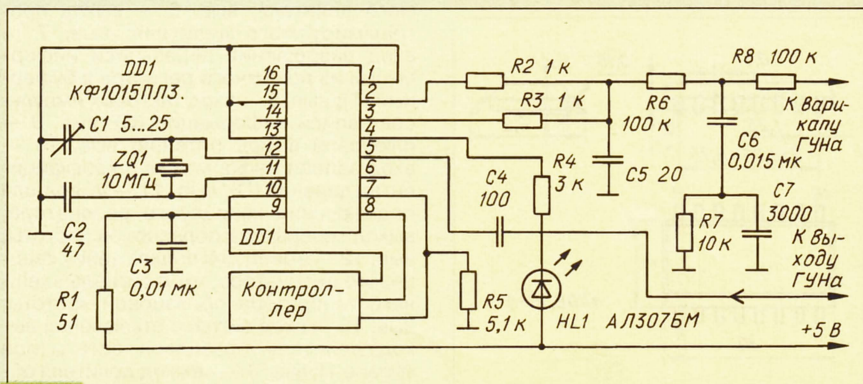 DD1
КФ1015ПЛ3.
C1 5...25
ZQ1
10 МГц
C2
47
C3
0,01 мк
R1
51
16
15
14
13
12
11
10
9
1
2
3
4
5
6
7
8
DD1
Контрол-
лер
R2 1 к
R3 1 к
R4
3 к
C4
100
R5
5,1 к
HL1 АЛ307БМ
C5 20
R6
100 к
R8 100 к
C6
0,015 мк
R7
10 к
C7
3000
К Вари-
капу
ГУНа
К Вы-
ходу
ГУНа
+5 В